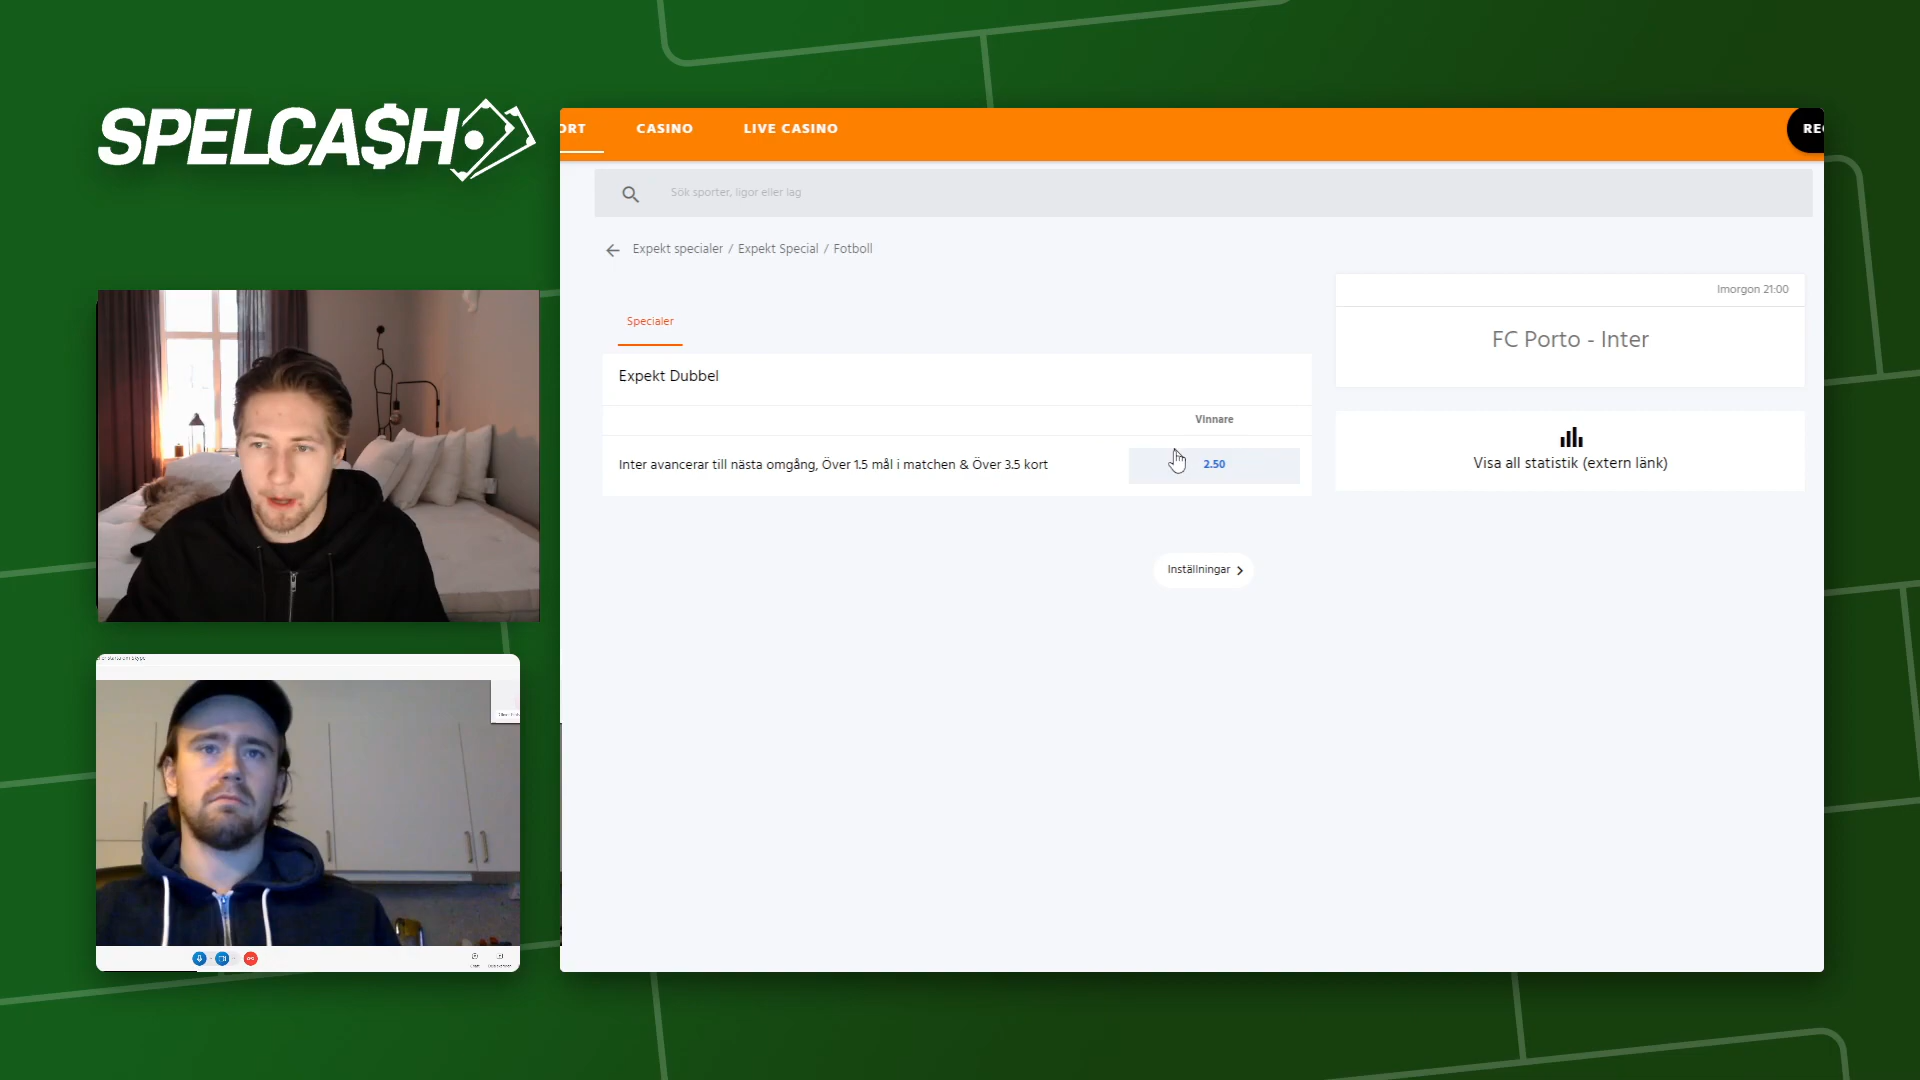 SPELCA$H
ORT CASINO LIVE CASINO
Sök sporter, ligor eller lag
Expekt specialer / Expekt Special / Fotboll
Imorgon 21:00
Specialer
FC Porto - Inter
Expekt Dubbel
Vinnare
Inter avancerar till nästa omgång, Över 1.5 mål i matchen & Över 3.5 kort 2.50
Visa all statistik (extern länk)
Inställningar